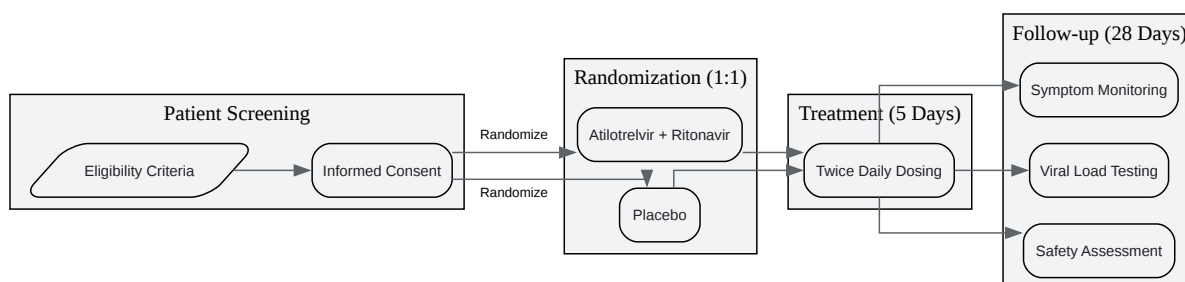 Patient Screening
Eligibility Criteria
Informed Consent
Randomize
Randomize
Randomization (1:1)
Atilotrelvir + Ritonavir
Placebo
Treatment (5 Days)
Twice Daily Dosing
Follow-up (28 Days)
Symptom Monitoring
Viral Load Testing
Safety Assessment